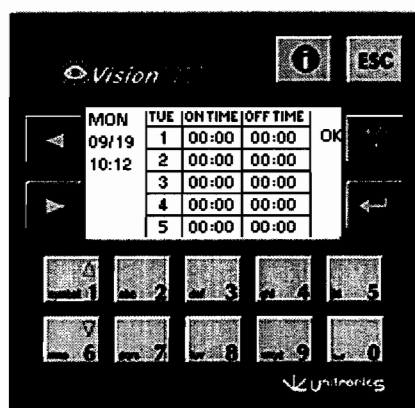 i ESC
Vision
MON TUE ON TIME OFF TIME
09/19 1 00:00 00:00 OK
10:12 2 00:00 00:00
3 00:00 00:00
4 00:00 00:00
5 00:00 00:00
1 2 3 4 5
6 7 8 9 0
Unitronics